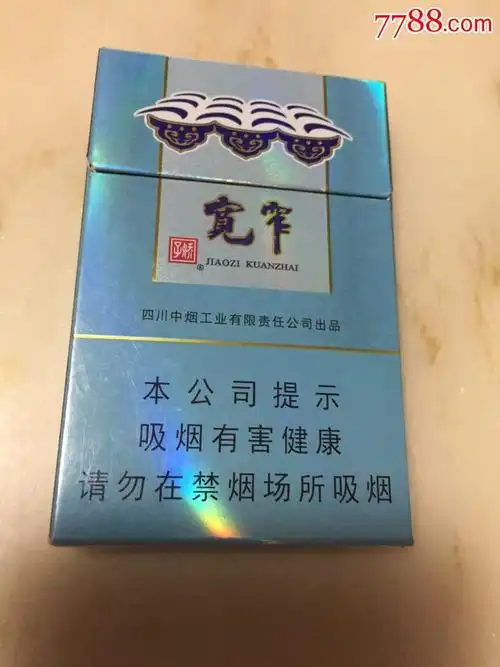 7788.com
宽窄
娇子
® JIAOZI KUANZHAI
四川中烟工业有限责任公司出品
本公司提示
吸烟有害健康
请勿在禁烟场所吸烟